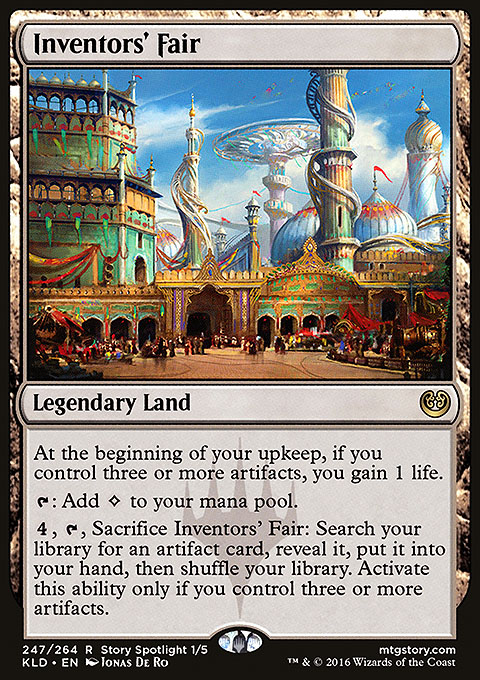 Inventors' Fair
Legendary Land
At the beginning of your upkeep, if you
control three or more artifacts, you gain 1 life.
: Add to your mana pool.
4, , Sacrifice Inventors' Fair: Search your
library for an artifact card, reveal it, put it into
your hand, then shuffle your library. Activate
this ability only if you control three or more
artifacts.
247/264 R Story Spotlight 1/5
mtgstory.com
KLD • EN Jonas De Ro
™ & © 2016 Wizards of the Coast